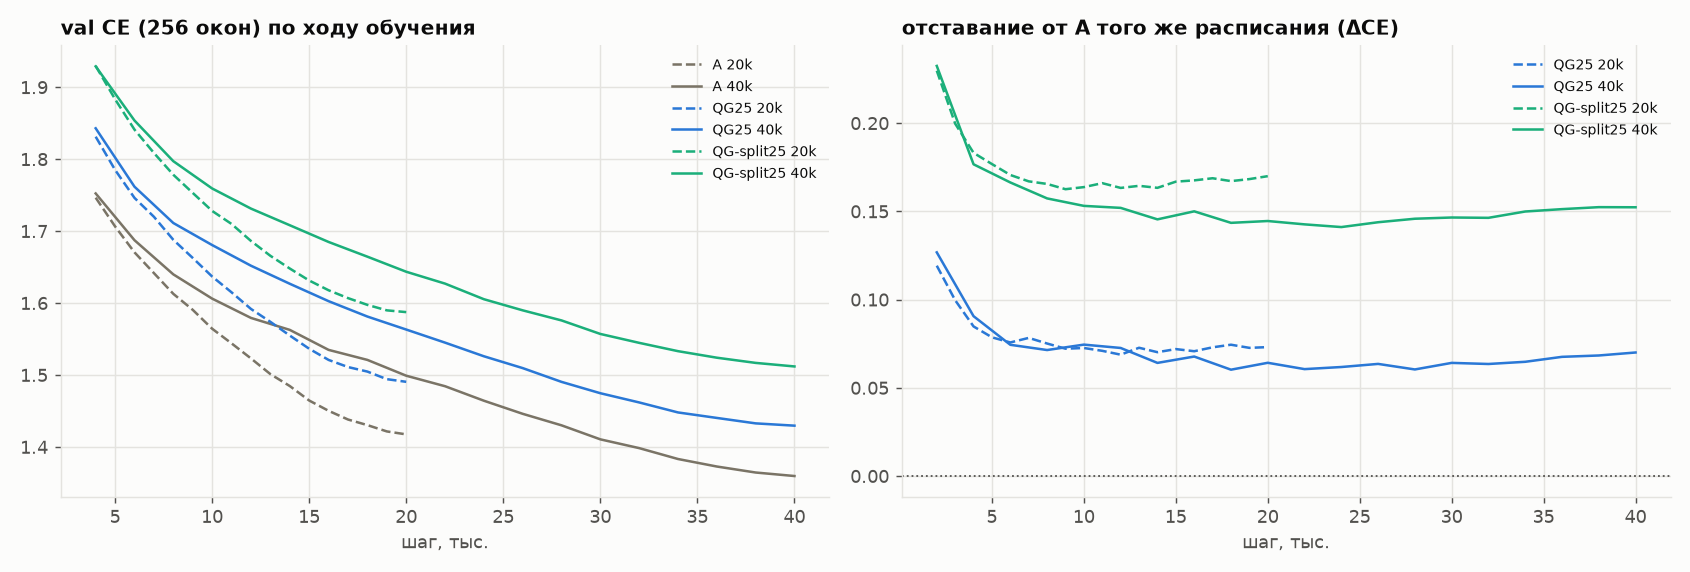 val CE (256 окон) по ходу обучения
A 20k
A 40k
QG25 20k
QG25 40k
QG-split25 20k
QG-split25 40k
1.9
1.8
1.7
1.6
1.5
1.4
5 10 15 20 25 30 35 40
шаг, тыс.
отставание от A того же расписания (ΔCE)
QG25 20k
QG25 40k
QG-split25 20k
QG-split25 40k
0.20
0.15
0.10
0.05
0.00
5 10 15 20 25 30 35 40
шаг, тыс.